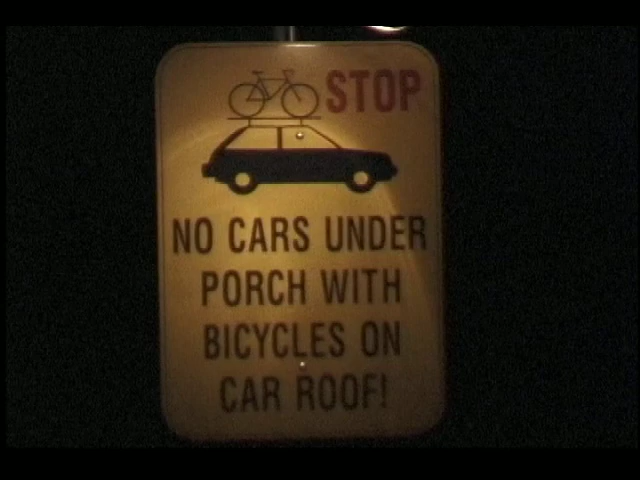 STOP
NO CARS UNDER
PORCH WITH
BICYCLES ON
CAR ROOF!